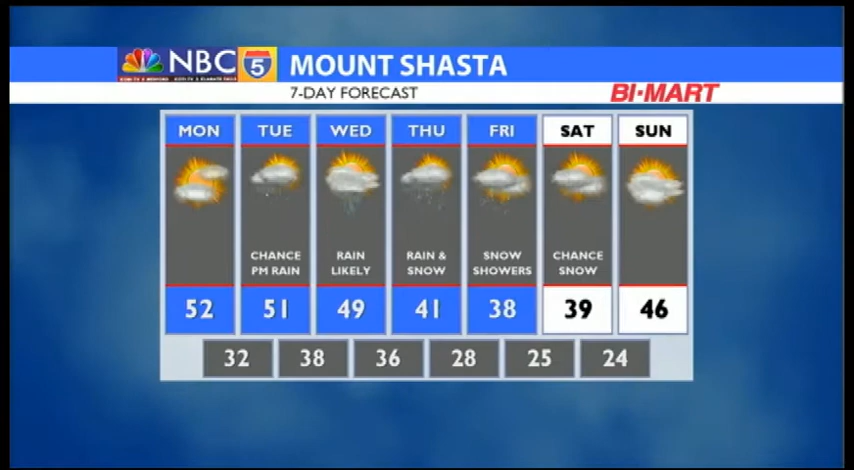 NBC 5
MOUNT SHASTA
7-DAY FORECAST
BI-MART
MON TUE WED THU FRI SAT SUN
CHANCE PM RAIN
RAIN LIKELY
RAIN & SNOW
SNOW SHOWERS
CHANCE SNOW
52 51 49 41 38 39 46
32 38 36 28 25 24